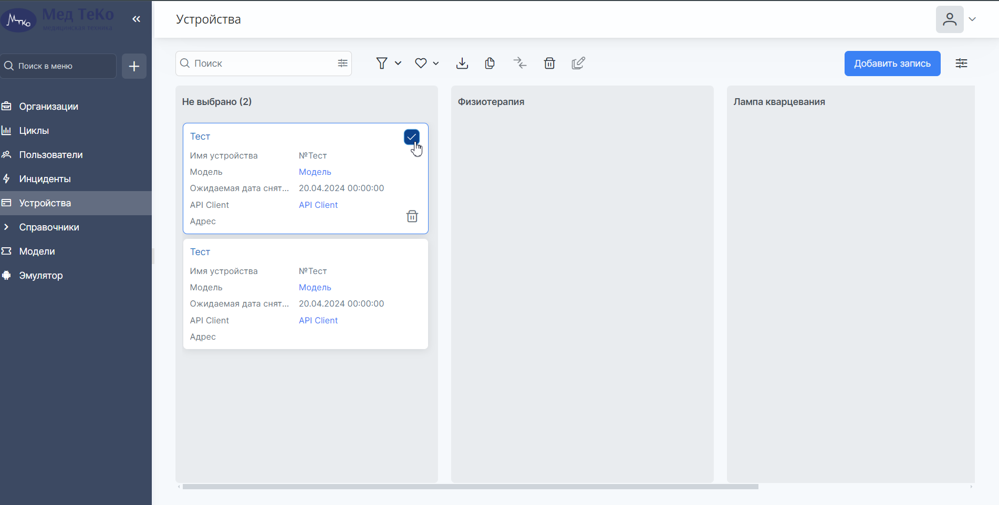 Мед ТеКо
медицинская техника
МТКо
Поиск в меню
Организации
Циклы
Пользователи
Инциденты
Устройства
Справочники
Модели
Эмулятор
Устройства
Поиск
Добавить запись
Не выбрано (2)
Тест
Имя устройства №Тест
Модель Модель
Ожидаемая дата снят... 20.04.2024 00:00:00
API Client API Client
Адрес
Тест
Имя устройства №Тест
Модель Модель
Ожидаемая дата снят... 20.04.2024 00:00:00
API Client API Client
Адрес
Физиотерапия
Лампа кварцевания